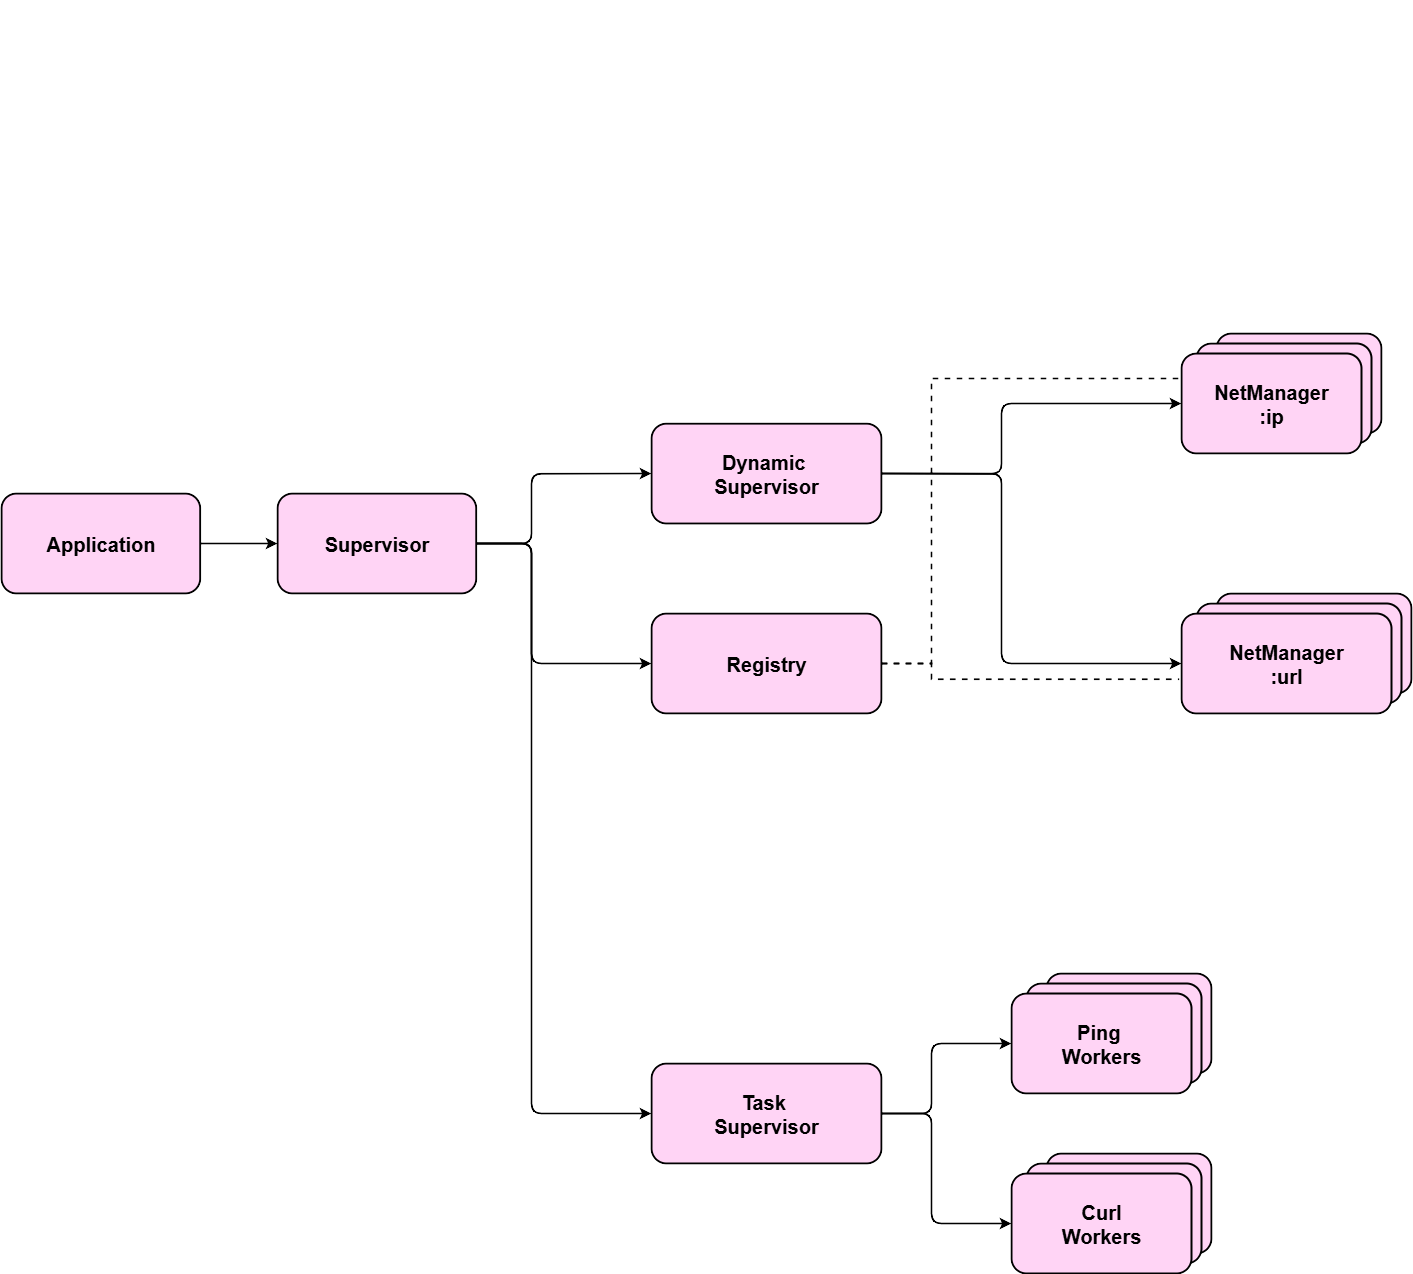 Application
Supervisor
Dynamic
Supervisor
Registry
Task
Supervisor
NetManager
:ip
NetManager
:url
Ping
Workers
Curl
Workers